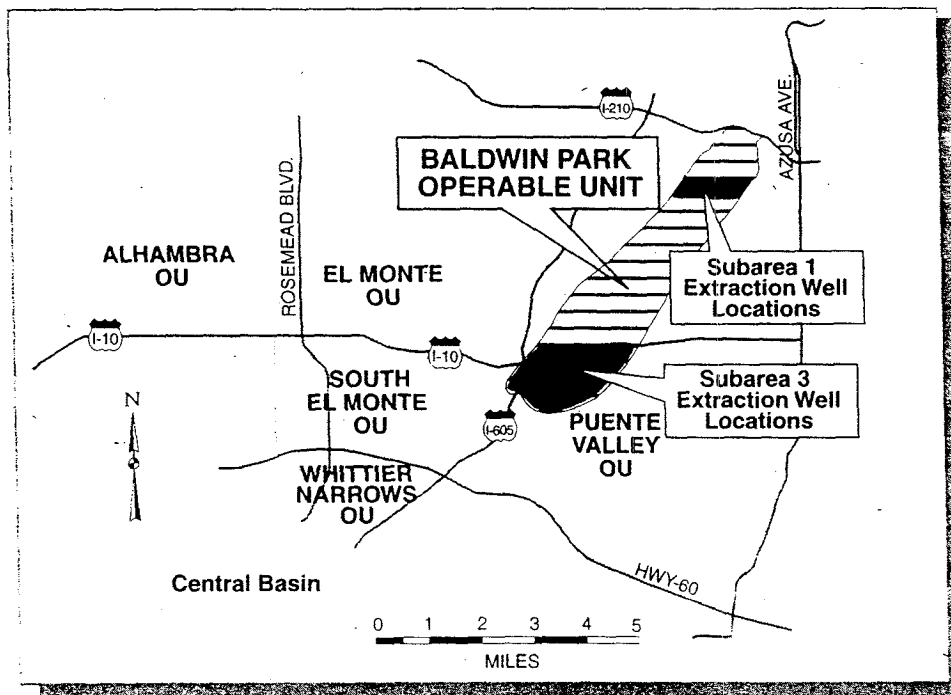 I-210
AZUSA AVE.
BALDWIN PARK
OPERABLE UNIT
ROSEMEAD BLVD.
ALHAMBRA
OU
EL MONTE
OU
Subarea 1
Extraction Well
Locations
I-10
I-10
SOUTH
EL MONTE
OU
Subarea 3
Extraction Well
Locations
N
I-605
PUENTE
VALLEY
OU
WHITTIER
NARROWS
OU
Central Basin
HWY-60
0 1 2 3 4 5
MILES